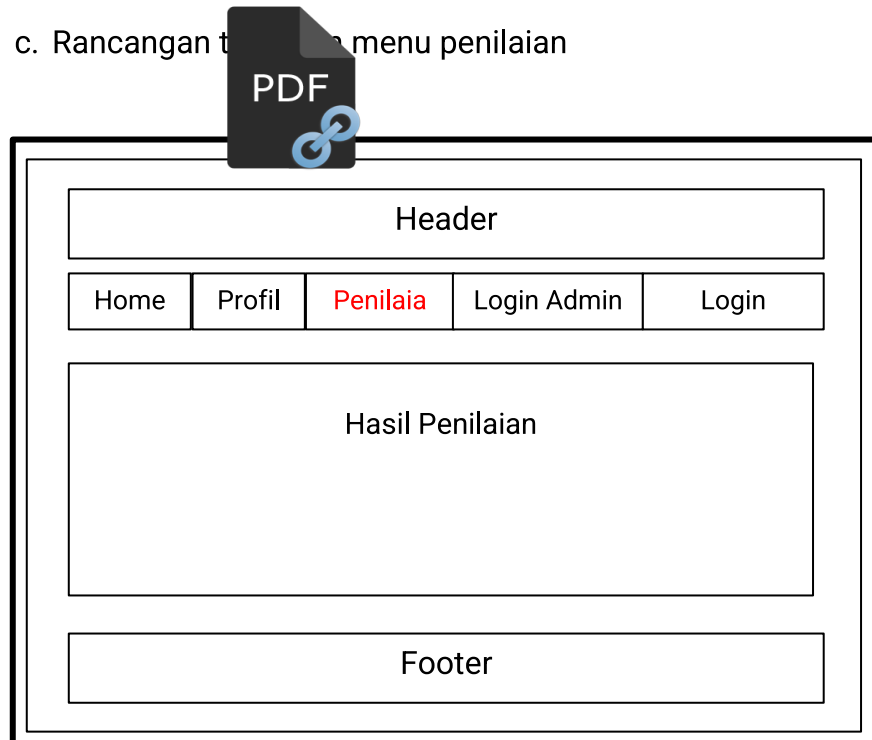 c. Rancangan menu penilaian
PDF
Header
Home Profil Penilaia Login Admin Login
Hasil Penilaian
Footer